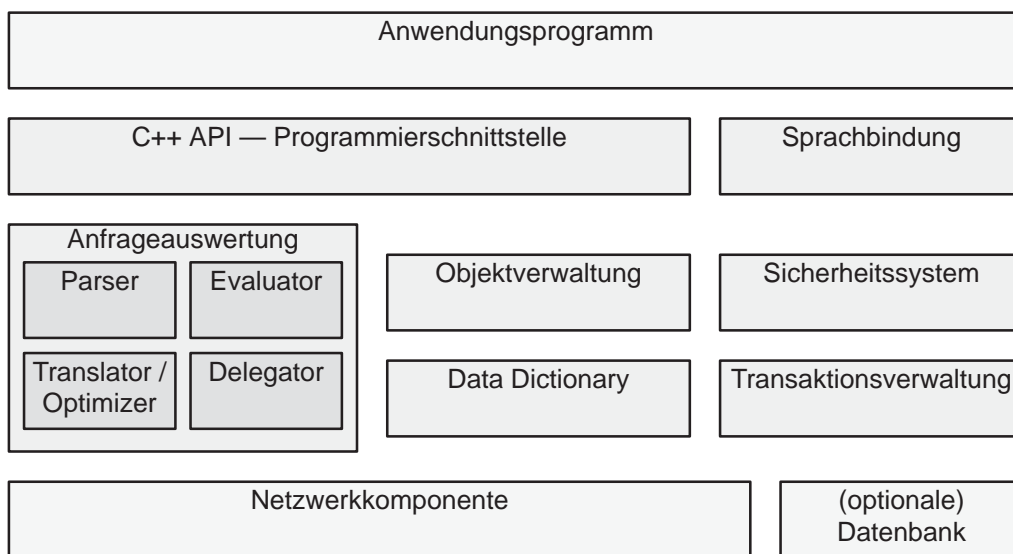 Anwendungsprogramm
C++ API — Programmierschnittstelle
Sprachbindung
Anfrageauswertung
Parser
Evaluator
Translator /
Optimizer
Delegator
Objektverwaltung
Sicherheitssystem
Data Dictionary
Transaktionsverwaltung
Netzwerkkomponente
(optionale)
Datenbank